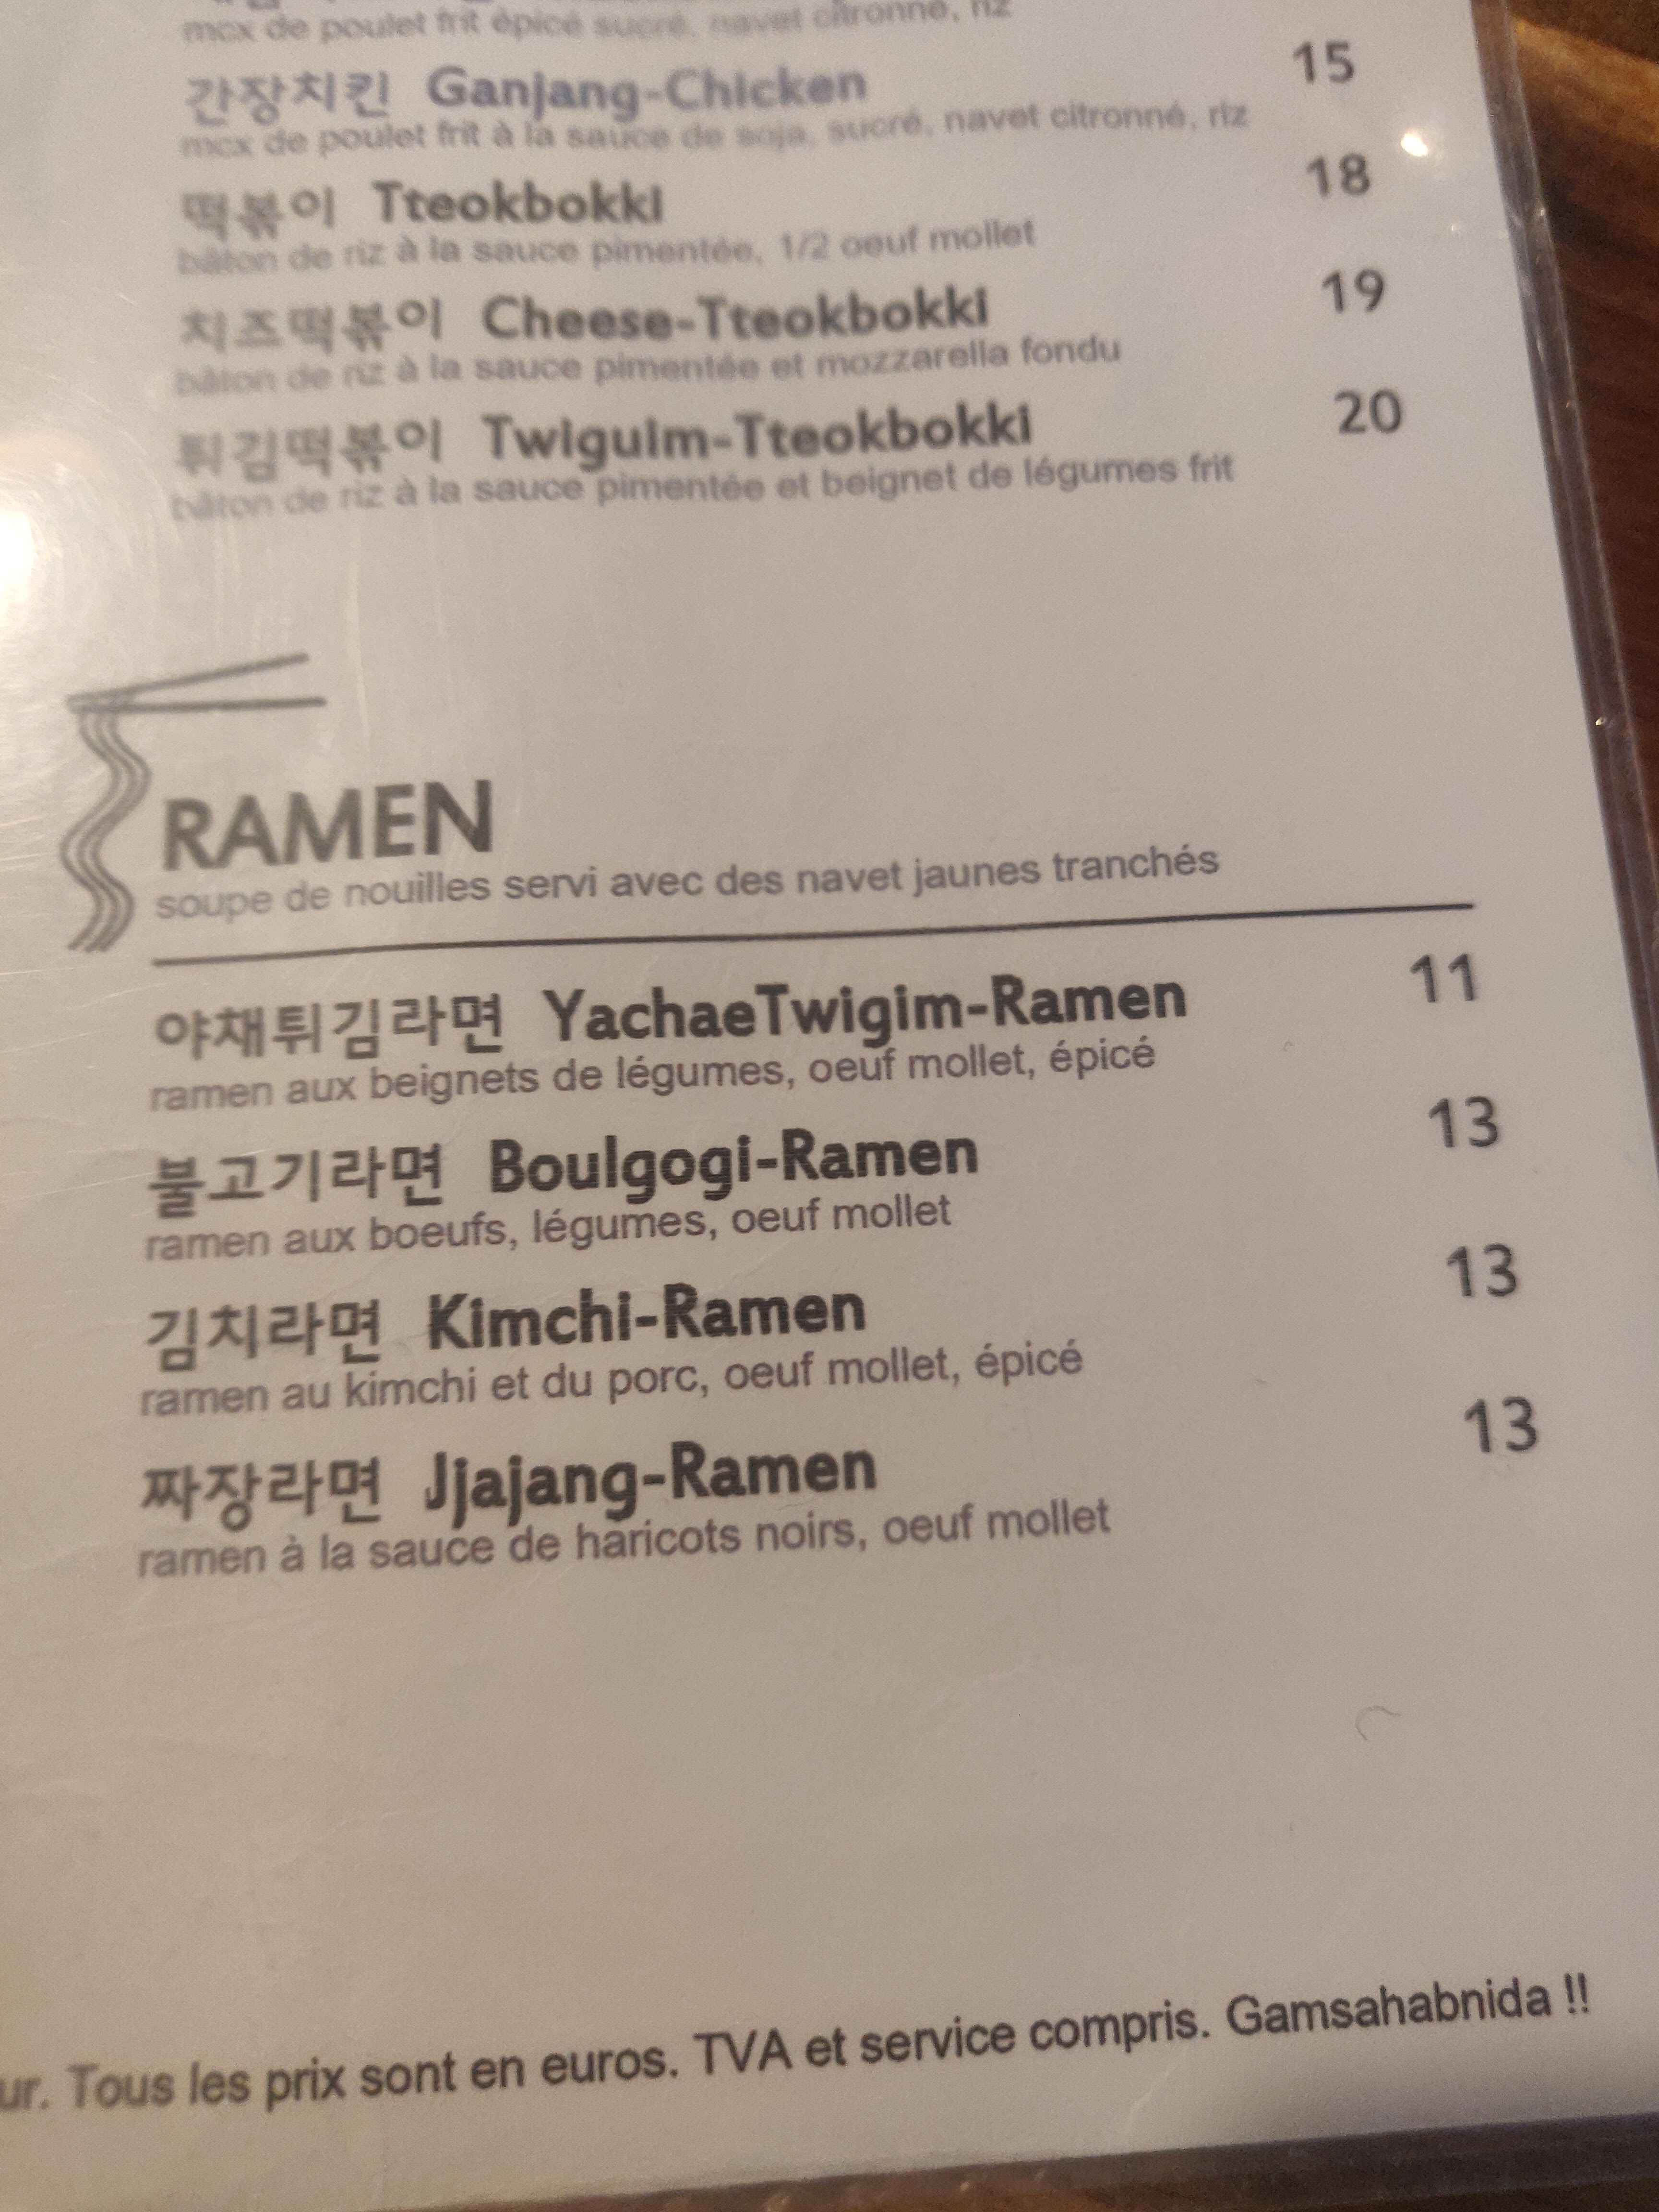 mcx de poulet frit épicé sucré, navet citronné, riz
간장치킨 Ganjang-Chicken 15
mcx de poulet frit à la sauce de soja, sucré, navet citronné, riz
떡볶이 Tteokbokki 18
bâton de riz à la sauce pimentée, 1/2 oeuf mollet
치즈떡볶이 Cheese-Tteokbokki 19
bâton de riz à la sauce pimentée et mozzarella fondu
튀김떡볶이 Twiguim-Tteokbokki 20
bâton de riz à la sauce pimentée et beignet de légumes frit
RAMEN
soupe de nouilles servi avec des navet jaunes tranchés
야채튀김라면 YachaeTwigim-Ramen 11
ramen aux beignets de légumes, oeuf mollet, épicé
불고기라면 Boulgogi-Ramen 13
ramen aux boeufs, légumes, oeuf mollet
김치라면 Kimchi-Ramen 13
ramen au kimchi et du porc, oeuf mollet, épicé
짜장라면 Jjajang-Ramen 13
ramen à la sauce de haricots noirs, oeuf mollet
ur. Tous les prix sont en euros. TVA et service compris. Gamsahabnida !!